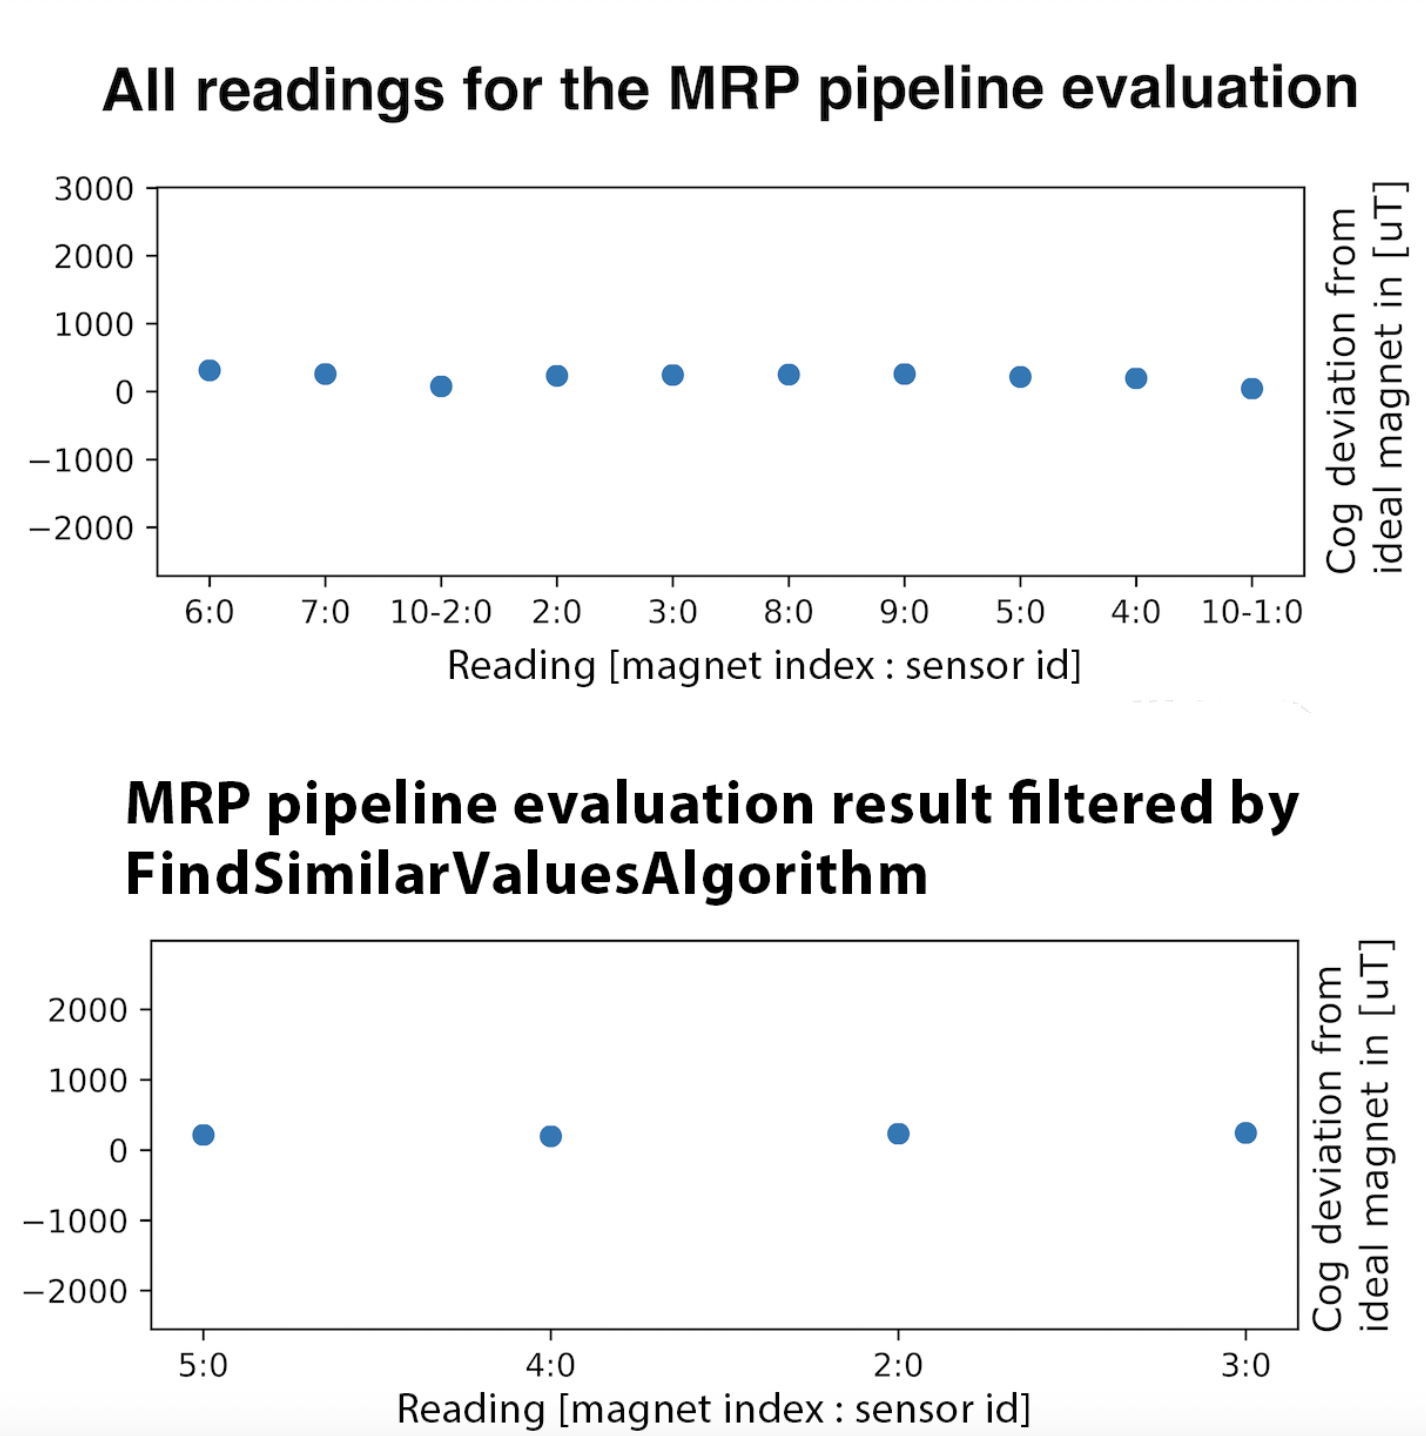 All readings for the MRP pipeline evaluation
3000
2000
1000
0
−1000
−2000
Cog deviation from
ideal magnet in [uT]
6:0 7:0 10-2:0 2:0 3:0 8:0 9:0 5:0 4:0 10-1:0
Reading [magnet index : sensor id]
MRP pipeline evaluation result filtered by
FindSimilarValuesAlgorithm
2000
1000
0
−1000
−2000
Cog deviation from
ideal magnet in [uT]
5:0 4:0 2:0 3:0
Reading [magnet index : sensor id]